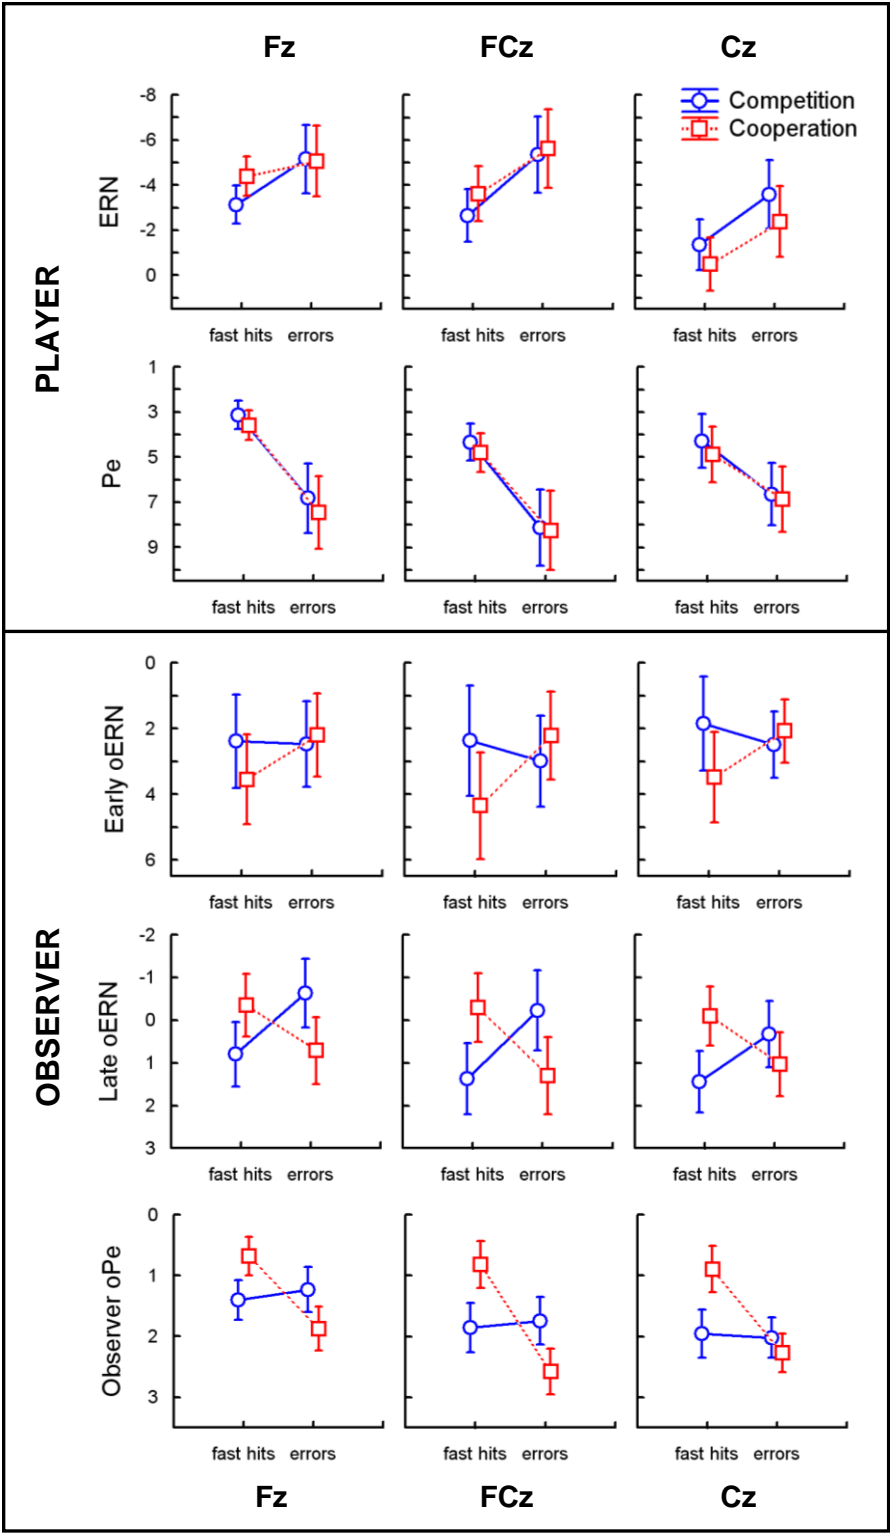 Fz FCz Cz
Competition
Cooperation
PLAYER
ERN
-8
-6
-4
-2
0
fast hits errors fast hits errors fast hits errors
Pe
1
3
5
7
9
fast hits errors fast hits errors fast hits errors
OBSERVER
Early oERN
0
2
4
6
fast hits errors fast hits errors fast hits errors
Late oERN
-2
-1
0
1
2
3
fast hits errors fast hits errors fast hits errors
Observer oPe
0
1
2
3
fast hits errors fast hits errors fast hits errors
Fz FCz Cz